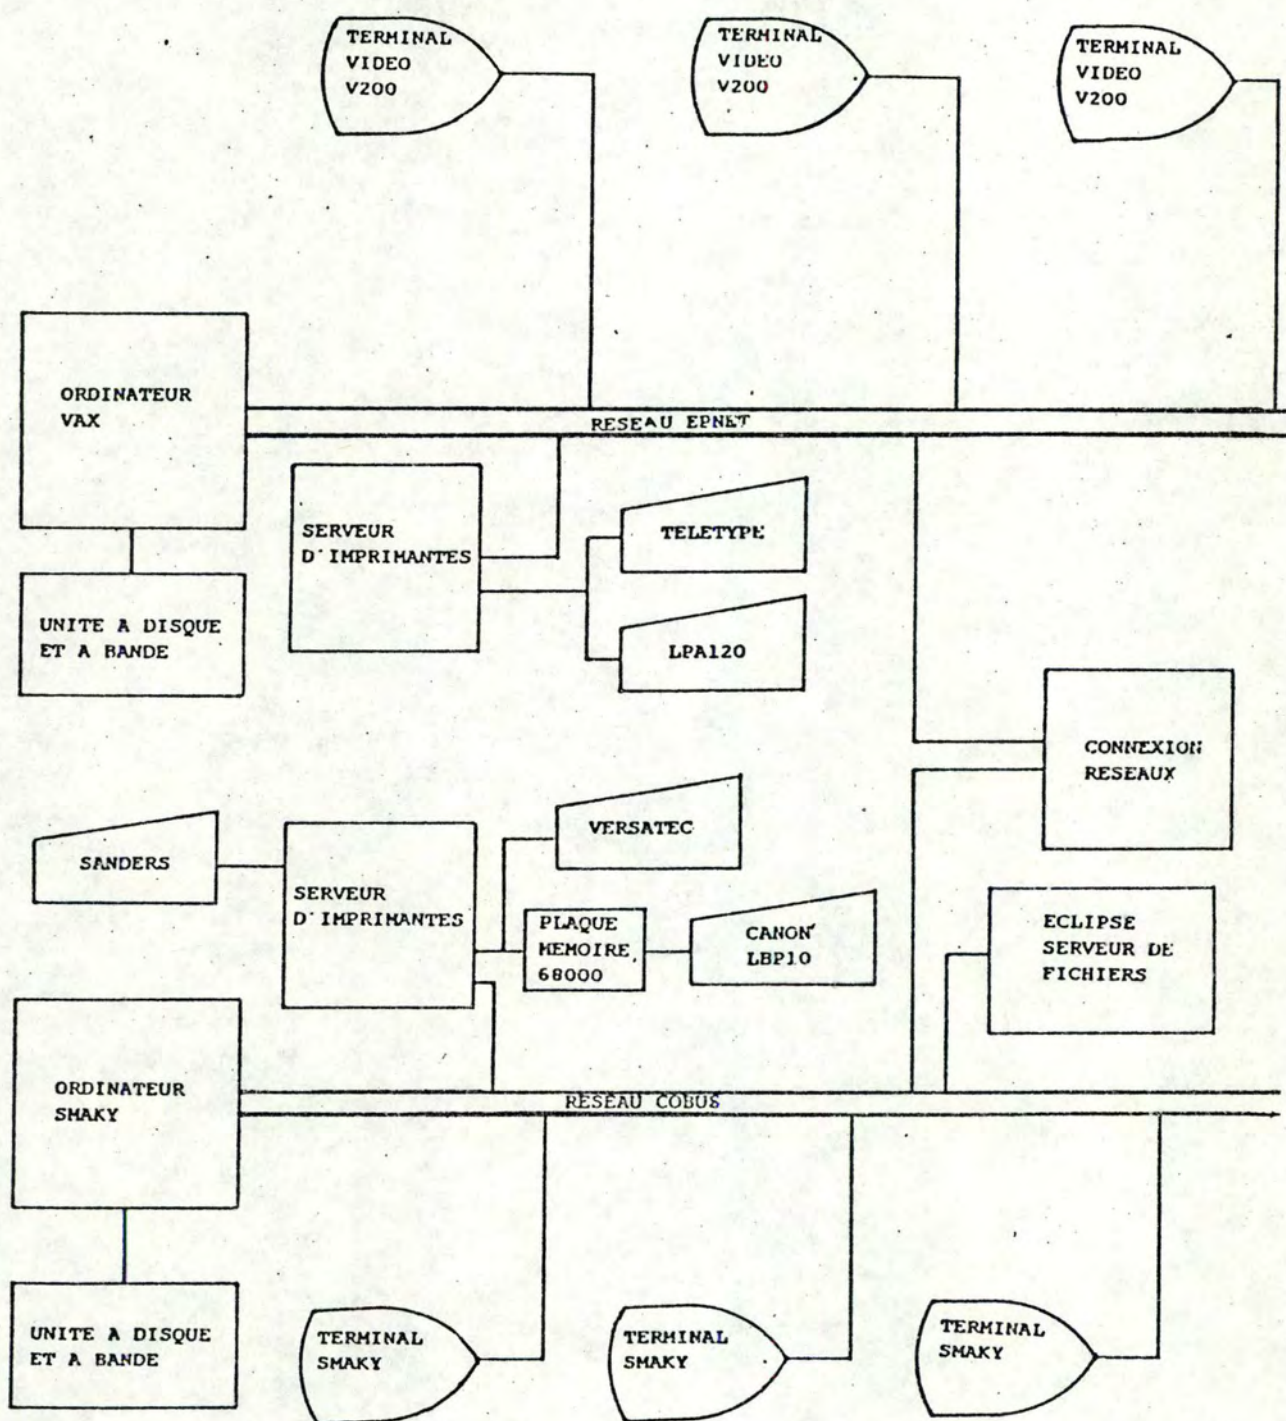 TERMINAL
VIDEO
V200
TERMINAL
VIDEO
V200
TERMINAL
VIDEO
V200
ORDINATEUR
VAX
RESEAU EPNET
SERVEUR
D'IMPRIMANTES
TELETYPE
UNITE A DISQUE
ET A BANDE
LPA120
CONNEXION
RESEAUX
VERSATEC
SANDERS
SERVEUR
D'IMPRIMANTES
PLAQUE
MEMOIRE
68000
CANON
LBP10
ECLIPSE
SERVEUR DE
FICHIERS
ORDINATEUR
SMAKY
RESEAU COBUS
UNITE A DISQUE
ET A BANDE
TERMINAL
SMAKY
TERMINAL
SMAKY
TERMINAL
SMAKY